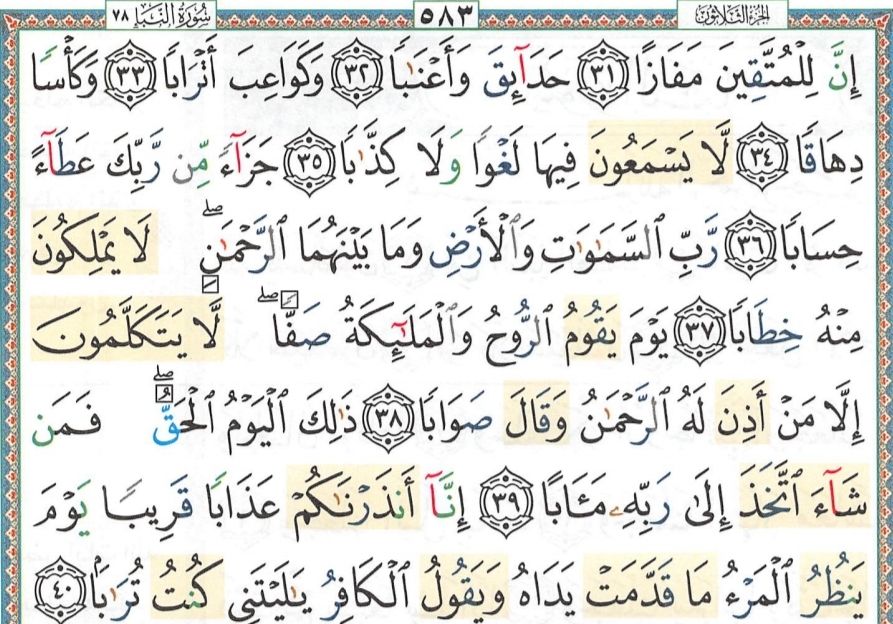 الجزء الثلاثون ٥٨٣ سورة النبأ ٧٨
إِنَّ لِلْمُتَّقِينَ مَفَازًا ٣١ حَدَآئِقَ وَأَعْنَٰبًا ٣٢ وَكَوَاعِبَ أَتْرَابًا ٣٣ وَكَأْسًا
دِهَاقًا ٣٤ لَّا يَسْمَعُونَ فِيهَا لَغْوًا وَلَا كِذَّٰبًا ٣٥ جَزَآءً مِّن رَّبِّكَ عَطَآءً
حِسَابًا ٣٦ رَّبِّ ٱلسَّمَٰوَٰتِ وَٱلْأَرْضِ وَمَا بَيْنَهُمَا ٱلرَّحْمَٰنِ ۖ لَا يَمْلِكُونَ
مِنْهُ خِطَابًا ٣٧ يَوْمَ يَقُومُ ٱلرُّوحُ وَٱلْمَلَٰٓئِكَةُ صَفًّا ۖ لَّا يَتَكَلَّمُونَ
إِلَّا مَنْ أَذِنَ لَهُ ٱلرَّحْمَٰنُ وَقَالَ صَوَابًا ٣٨ ذَٰلِكَ ٱلْيَوْمُ ٱلْحَقُّ ۖ فَمَن
شَآءَ ٱتَّخَذَ إِلَىٰ رَبِّهِۦ مَـَٔابًا ٣٩ إِنَّآ أَنذَرْنَٰكُمْ عَذَابًا قَرِيبًا يَوْمَ
يَنظُرُ ٱلْمَرْءُ مَا قَدَّمَتْ يَدَاهُ وَيَقُولُ ٱلْكَافِرُ يَٰلَيْتَنِى كُنتُ تُرَٰبًۢا ٤٠